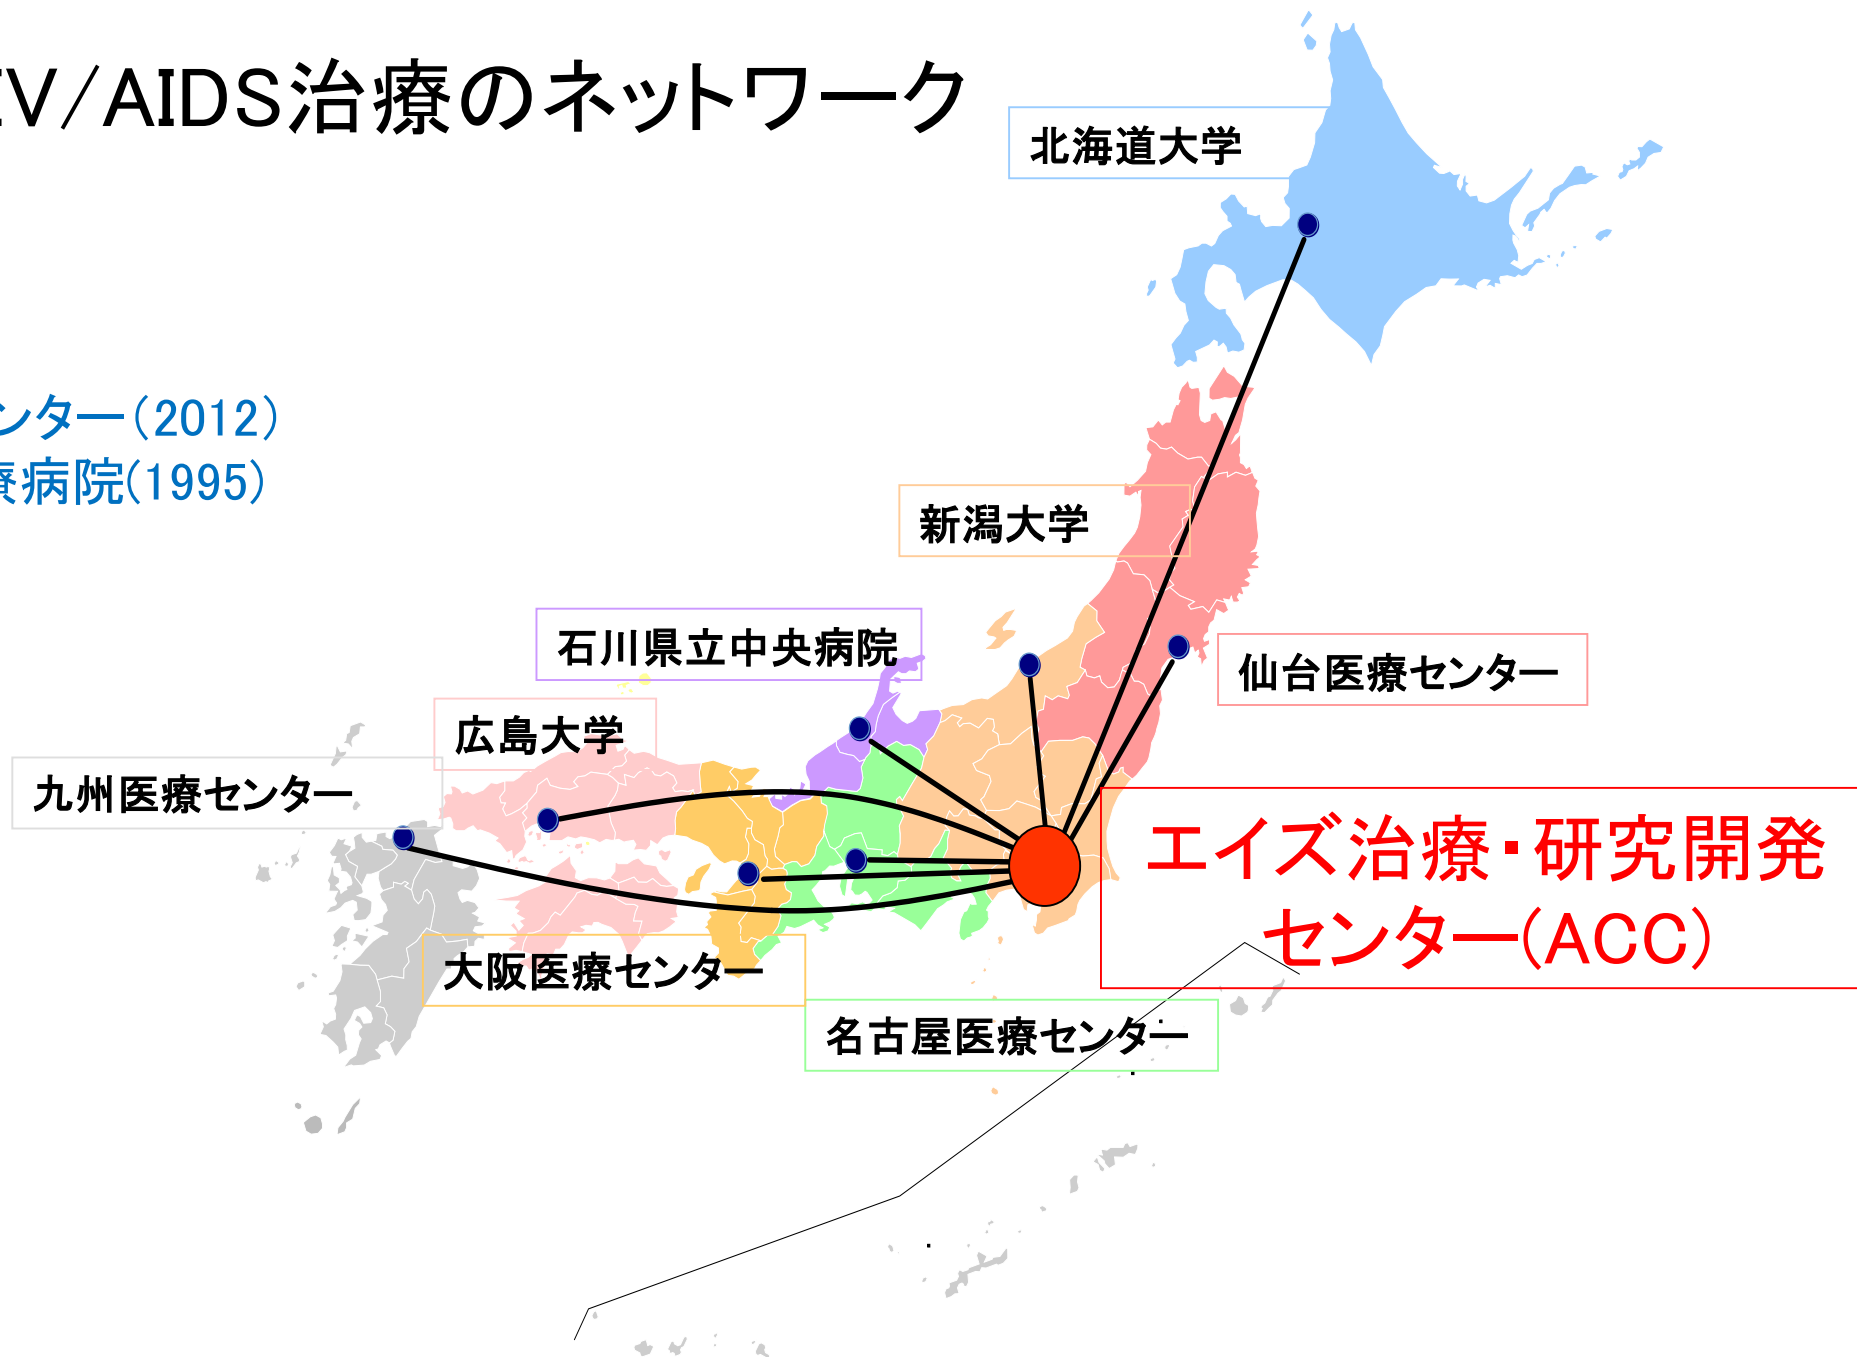 IV/AIDS治療のネットワーク
北海道大学
ンター（2012）
療病院(1995)
新潟大学
石川県立中央病院
仙台医療センター
広島大学
九州医療センター
エイズ治療・研究開発
センター(ACC)
大阪医療センター
名古屋医療センター